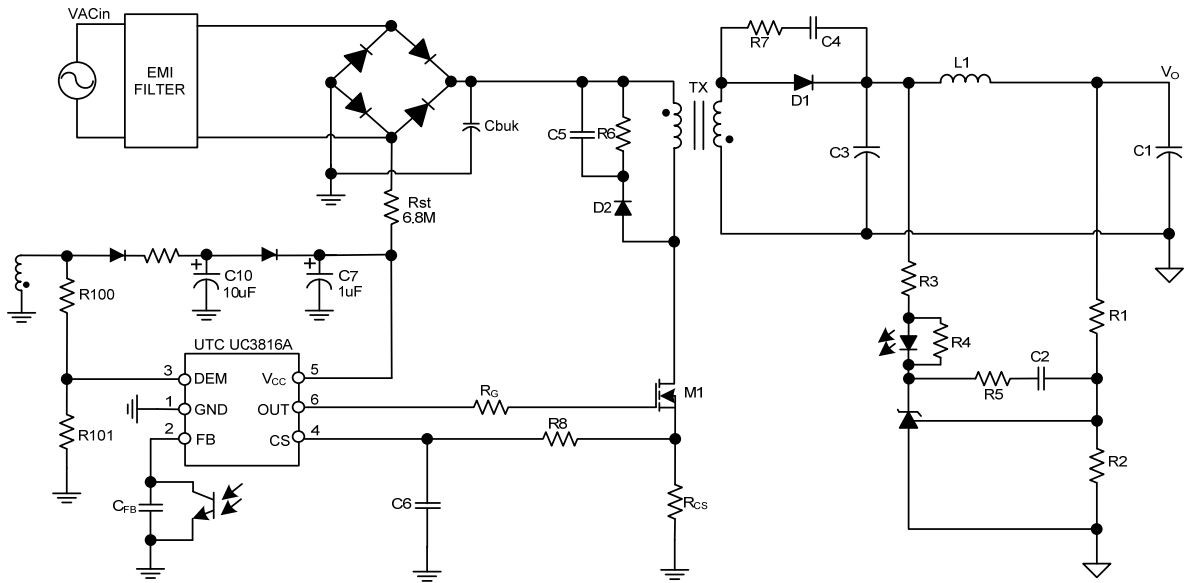 VACin
EMI
FILTER
Cbuk
C5
R6
D2
TX
R7
C4
D1
L1
VO
C3
C1
Rst
6.8M
R100
C10
10uF
C7
1uF
R3
R4
R1
UTC UC3816A
3
DEM
VCC
5
1
GND
OUT
6
2
FB
CS
4
RG
M1
R8
R5
C2
R101
R2
CFB
C6
RCS